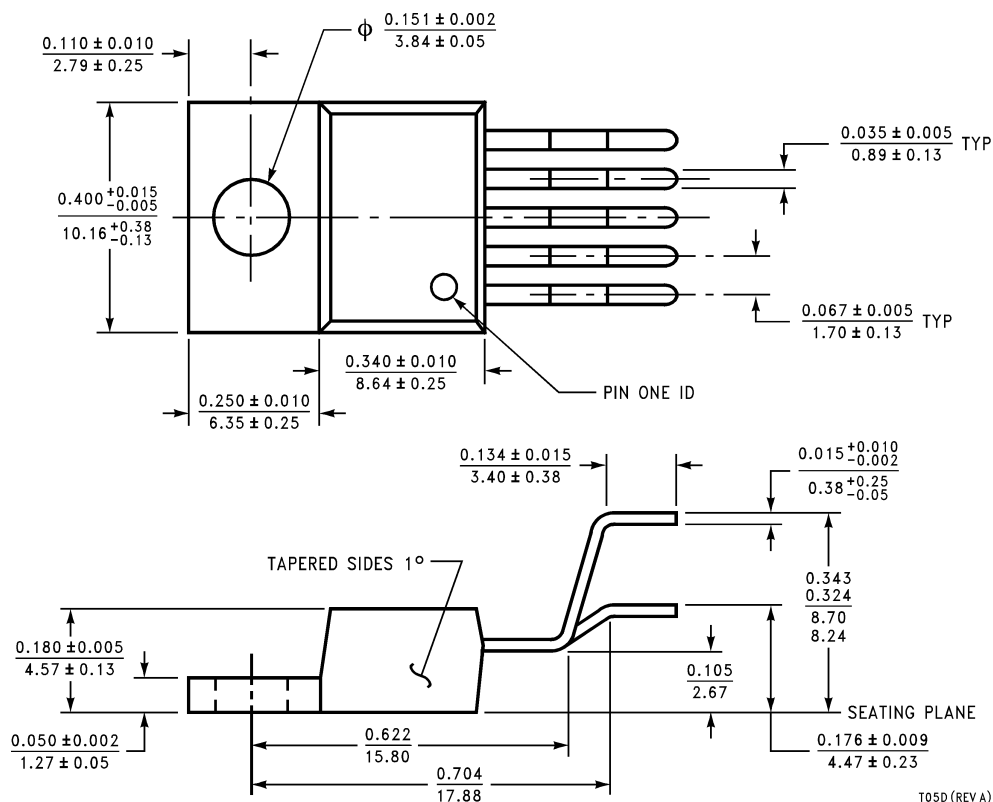 ϕ 0.151 ± 0.002
3.84 ± 0.05
0.110 ± 0.010
2.79 ± 0.25
0.035 ± 0.005 TYP
0.89 ± 0.13
0.400 +0.015 -0.005
10.16 +0.38 -0.13
0.067 ± 0.005 TYP
1.70 ± 0.13
0.340 ± 0.010
8.64 ± 0.25
PIN ONE ID
0.250 ± 0.010
6.35 ± 0.25
0.134 ± 0.015
3.40 ± 0.38
0.015 +0.010 -0.002
0.38 +0.25 -0.05
TAPERED SIDES 1°
0.343
0.324
8.70
8.24
0.180 ± 0.005
4.57 ± 0.13
0.105
2.67
SEATING PLANE
0.050 ± 0.002
1.27 ± 0.05
0.622
15.80
0.176 ± 0.009
4.47 ± 0.23
0.704
17.88
T05D (REV A)